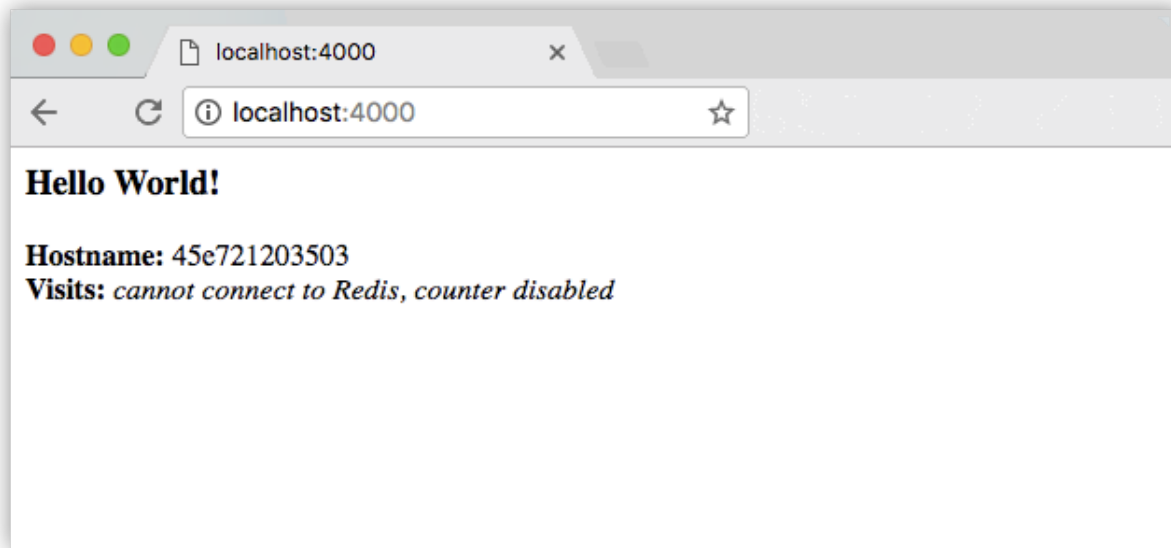 localhost:4000
localhost:4000
Hello World!
Hostname: 45e721203503
Visits: cannot connect to Redis, counter disabled